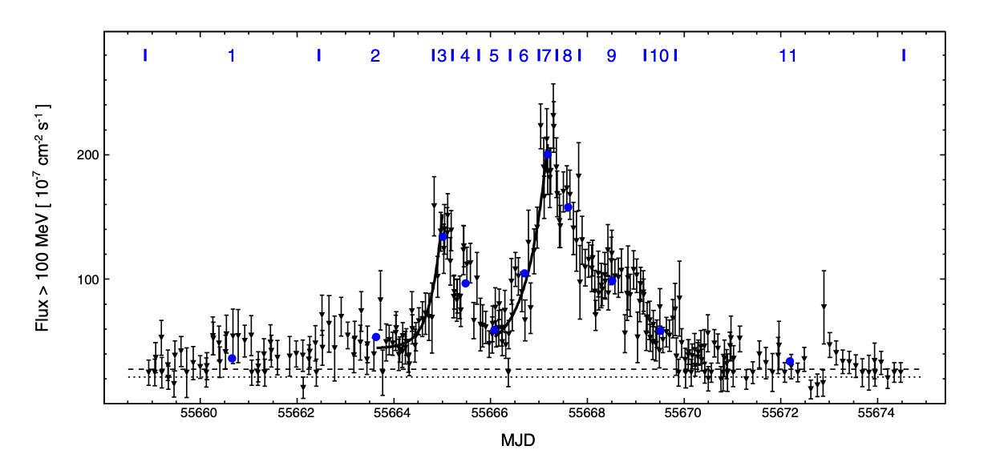 I 1 I 2 I 3 I 4 I 5 I 6 I 7 I 8 I 9 I 10 I 11 I
Flux > 100 MeV [ 10⁻⁷ cm⁻² s⁻¹ ]
200
100
55660 55662 55664 55666 55668 55670 55672 55674
MJD